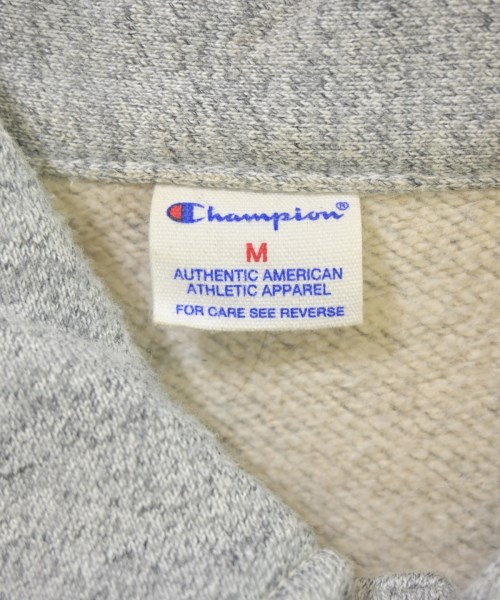 Champion®
M
AUTHENTIC AMERICAN
ATHLETIC APPAREL
FOR CARE SEE REVERSE